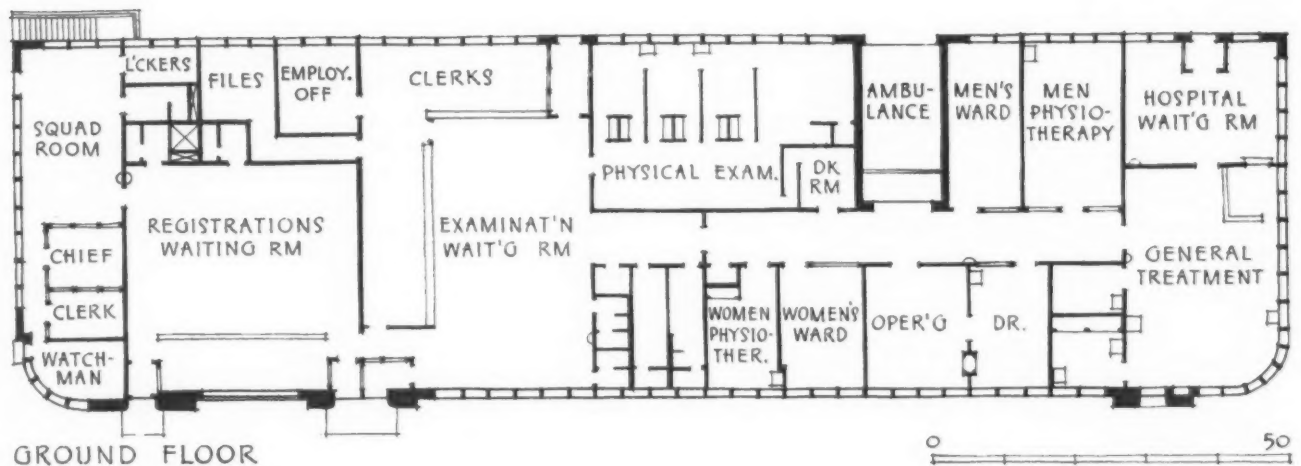 L'CKERS
FILES
EMPLOY.
OFF
CLERKS
SQUAD
ROOM
REGISTRATIONS
WAITING RM
CHIEF
CLERK
WATCH-
MAN
EXAMINAT'N
WAIT'G RM
PHYSICAL EXAM.
DK
RM
AMBU-
LANCE
MEN'S
WARD
MEN
PHYSIO-
THERAPY
HOSPITAL
WAIT'G RM
GENERAL
TREATMENT
WOMEN
PHYSIO-
THER.
WOMEN'S
WARD
OPER'G
DR.
GROUND FLOOR
0 50